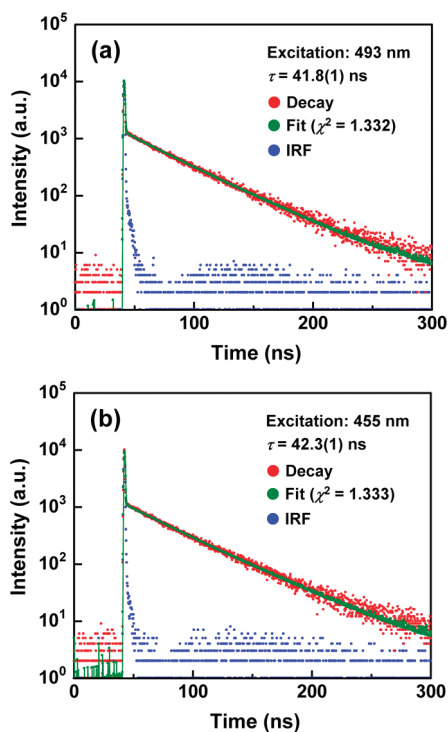 (a)
Excitation: 493 nm
τ = 41.8(1) ns
Decay
Fit (χ² = 1.332)
IRF
Intensity (a.u.)
10⁵
10⁴
10³
10²
10¹
10⁰
0 100 200 300
Time (ns)
(b)
Excitation: 455 nm
τ = 42.3(1) ns
Decay
Fit (χ² = 1.333)
IRF
Intensity (a.u.)
10⁵
10⁴
10³
10²
10¹
10⁰
0 100 200 300
Time (ns)